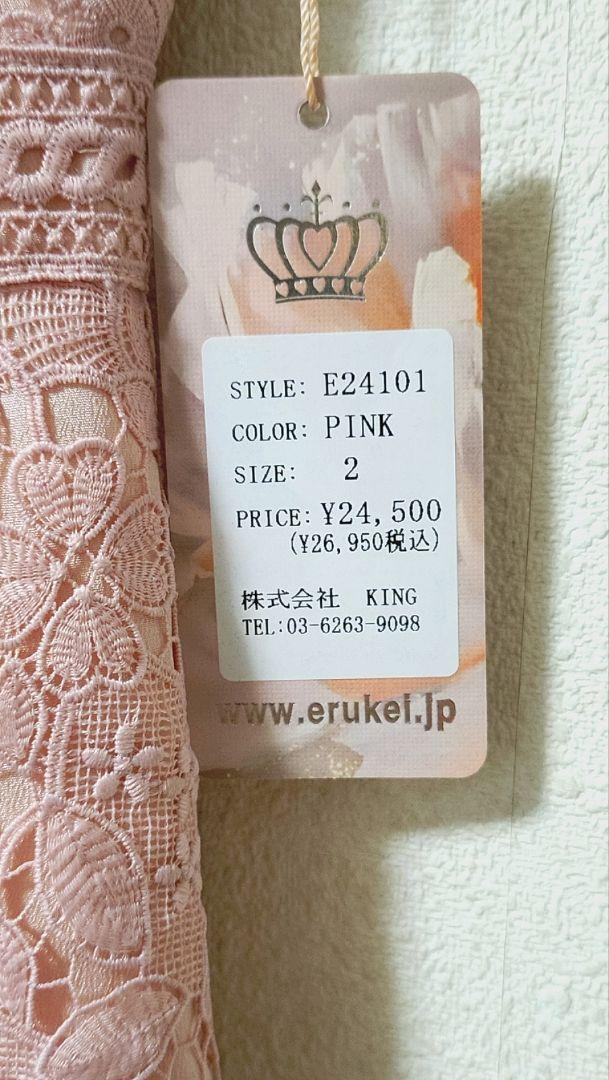 STYLE: E24101
COLOR: PINK
SIZE: 2
PRICE: ¥24,500
(¥26,950税込)
株式会社 KING
TEL:03-6263-9098
www.erukei.jp